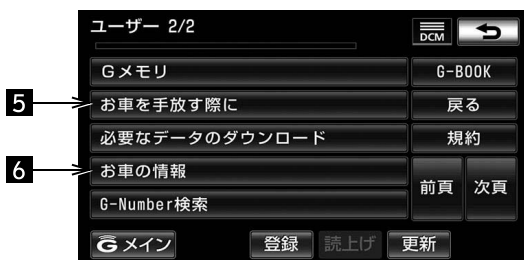 ユーザー 2/2
DCM
Gメモリ
G-BOOK
5
お車を手放す際に
戻る
必要なデータのダウンロード
規約
6
お車の情報
前頁 次頁
G-Number検索
G メイン
登録
読上げ
更新